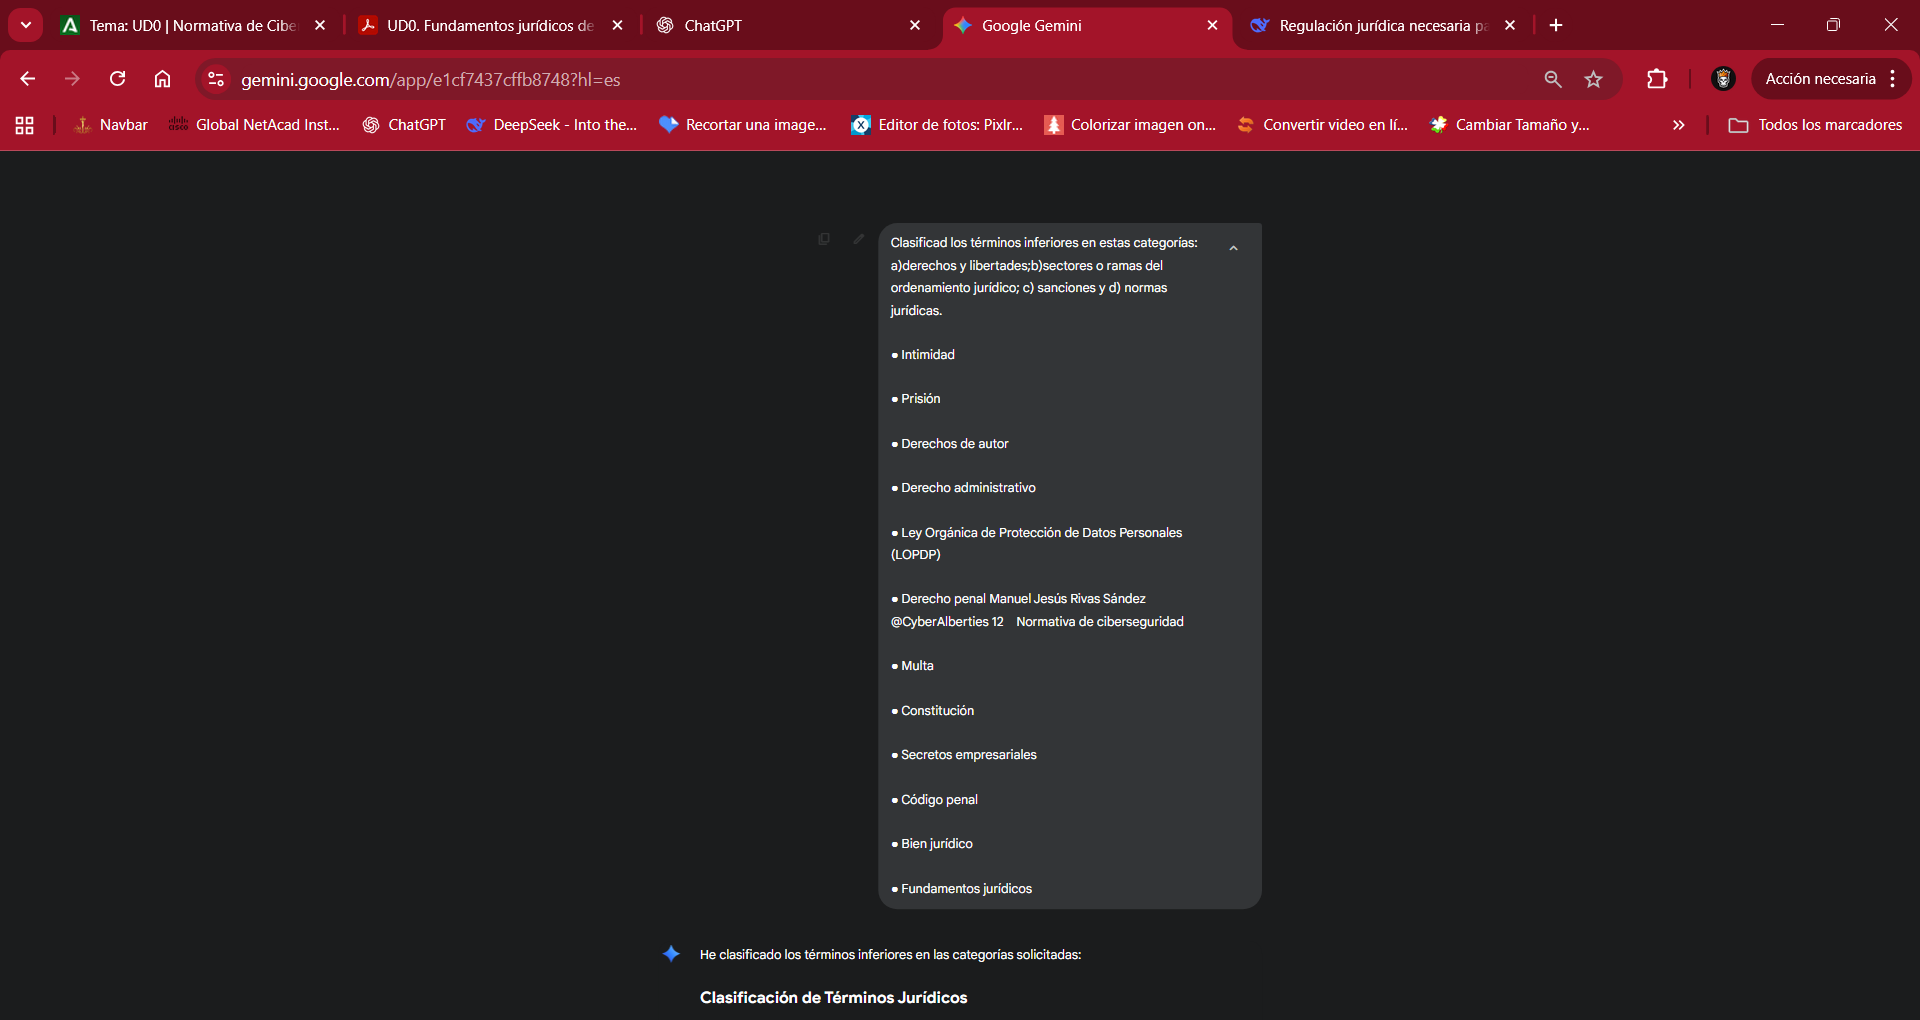 Tema: UD0 | Normativa de Cibe
UD0. Fundamentos jurídicos de
ChatGPT
Google Gemini
Regulación jurídica necesaria pa
gemini.google.com/app/e1cf7437cffb8748?hl=es
Acción necesaria
Navbar
Global NetAcad Inst...
ChatGPT
DeepSeek - Into the...
Recortar una image...
Editor de fotos: Pixlr...
Colorizar imagen on...
Convertir video en lí...
Cambiar Tamaño y...
Todos los marcadores
Clasificad los términos inferiores en estas categorías:
a)derechos y libertades;b)sectores o ramas del
ordenamiento jurídico; c) sanciones y d) normas
jurídicas.
● Intimidad
● Prisión
● Derechos de autor
● Derecho administrativo
● Ley Orgánica de Protección de Datos Personales
(LOPDP)
● Derecho penal Manuel Jesús Rivas Sández
@CyberAlberties 12 Normativa de ciberseguridad
● Multa
● Constitución
● Secretos empresariales
● Código penal
● Bien jurídico
● Fundamentos jurídicos
He clasificado los términos inferiores en las categorías solicitadas:
Clasificación de Términos Jurídicos